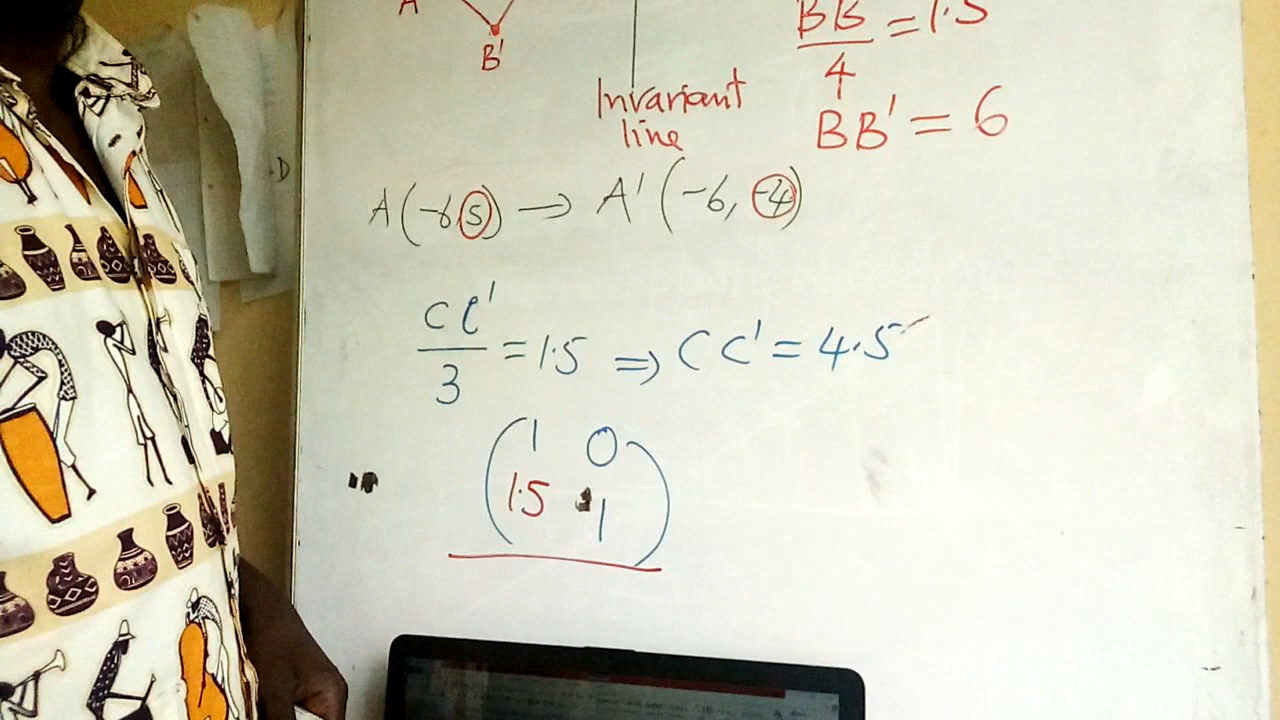 A
B'
Invariant
line
BB/4 = 1.5
BB' = 6
A(-6 5) → A'(-6, -4)
CC'/3 = 1.5 ⇒ CC' = 4.5
( 1 0
1.5 1 )
D